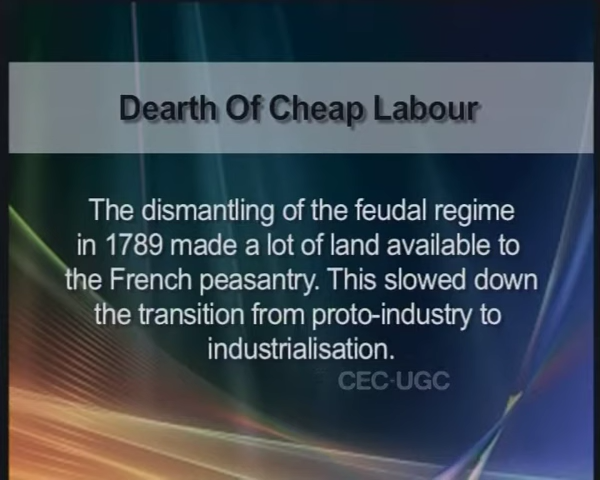 Dearth Of Cheap Labour
The dismantling of the feudal regime
in 1789 made a lot of land available to
the French peasantry. This slowed down
the transition from proto-industry to
industrialisation.
CEC-UGC